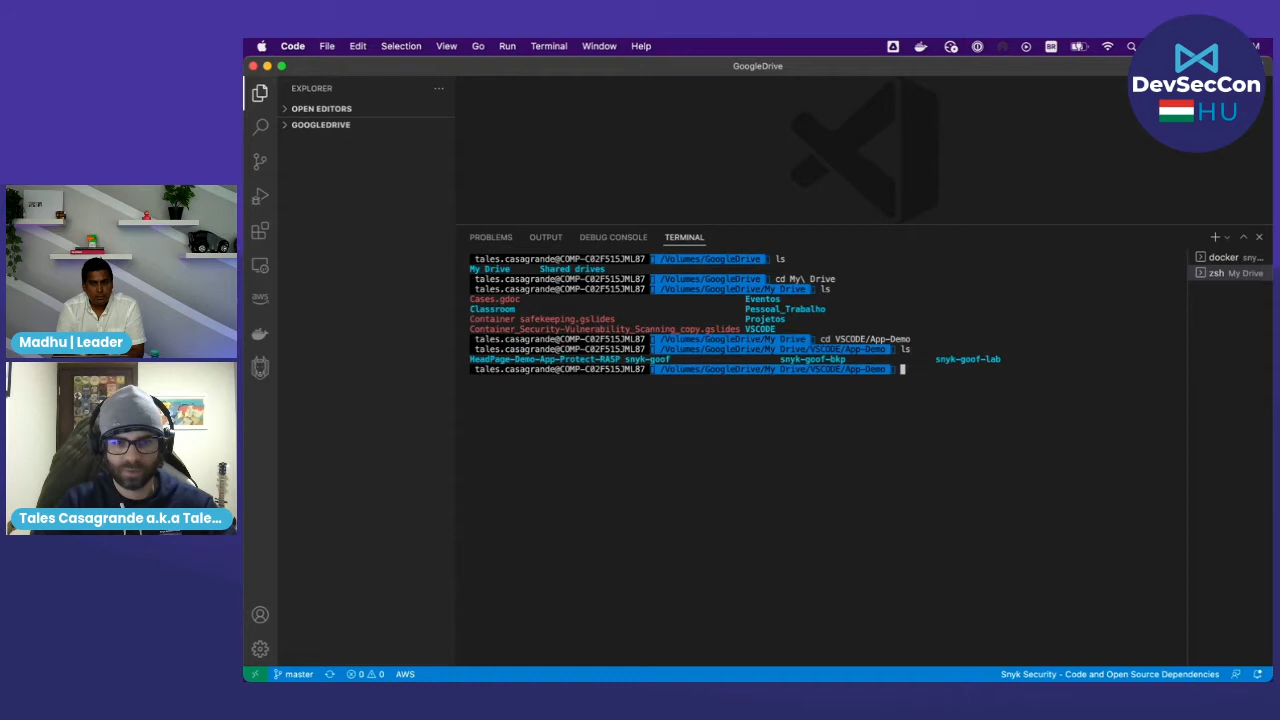 Code File Edit Selection View Go Run Terminal Window Help
BR
GoogleDrive
DevSecCon
HU
EXPLORER
OPEN EDITORS
GOOGLEDRIVE
aws
PROBLEMS OUTPUT DEBUG CONSOLE TERMINAL
tales.casagrande@COMP-C02F515JML87 /Volumes/GoogleDrive ls
My Drive Shared drives
tales.casagrande@COMP-C02F515JML87 /Volumes/GoogleDrive cd My\ Drive
tales.casagrande@COMP-C02F515JML87 /Volumes/GoogleDrive/My Drive ls
Cases.gdoc Eventos
Classroom Pessoal_Trabalho
Container safekeeping.gslides Projetos
Container_Security-Vulnerability_Scanning_copy.gslides VSCODE
tales.casagrande@COMP-C02F515JML87 /Volumes/GoogleDrive/My Drive cd VSCODE/App-Demo
tales.casagrande@COMP-C02F515JML87 /Volumes/GoogleDrive/My Drive/VSCODE/App-Demo ls
HeadPage-Demo-App-Protect-RASP snyk-goof snyk-goof-bkp snyk-goof-lab
tales.casagrande@COMP-C02F515JML87 /Volumes/GoogleDrive/My Drive/VSCODE/App-Demo
docker sny...
zsh My Drive
Madhu | Leader
Tales Casagrande a.k.a Tale...
master 0 0 AWS
Snyk Security - Code and Open Source Dependencies